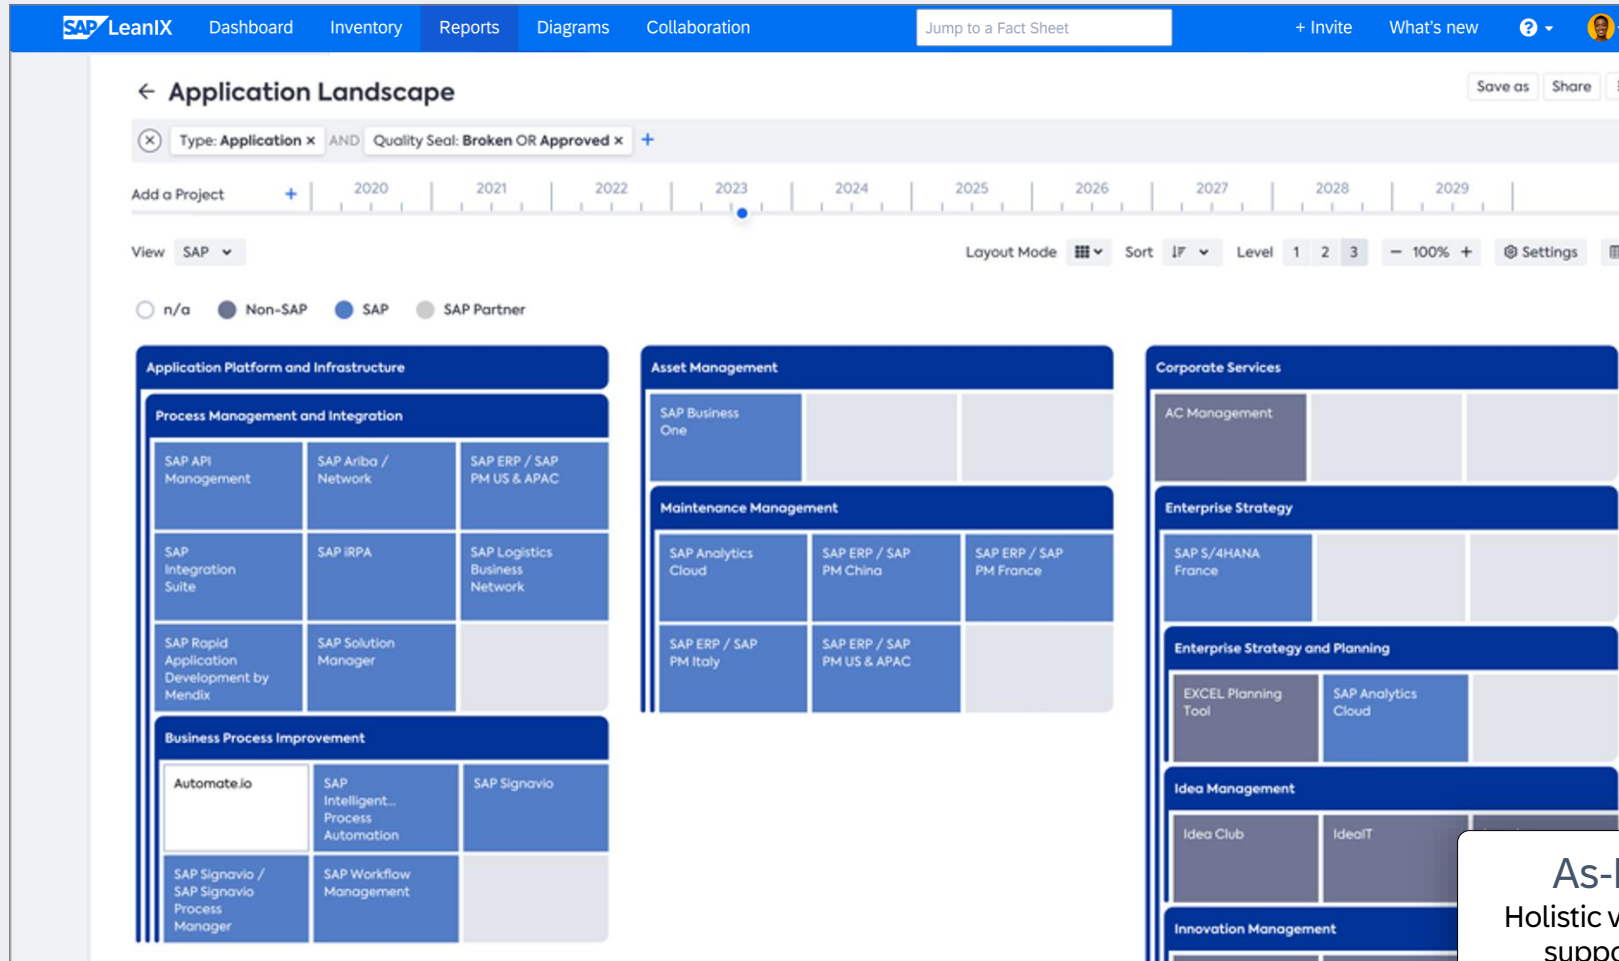 SAP LeanIX Dashboard Inventory Reports Diagrams Collaboration Jump to a Fact Sheet + Invite What's new ?
← Application Landscape Save as Share
Type: Application × AND Quality Seal: Broken OR Approved × +
Add a Project + 2020 2021 2022 2023 2024 2025 2026 2027 2028 2029
View SAP Layout Mode Sort Level 1 2 3 − 100% + Settings
n/a Non-SAP SAP SAP Partner
Application Platform and Infrastructure
Process Management and Integration
SAP API
Management
SAP Ariba /
Network
SAP ERP / SAP
PM US & APAC
SAP
Integration
Suite
SAP iRPA
SAP Logistics
Business
Network
SAP Rapid
Application
Development by
Mendix
SAP Solution
Manager
Business Process Improvement
Automate.io
SAP
Intelligent...
Process
Automation
SAP Signavio
SAP Signavio /
SAP Signavio
Process
Manager
SAP Workflow
Management
Asset Management
SAP Business
One
Maintenance Management
SAP Analytics
Cloud
SAP ERP / SAP
PM China
SAP ERP / SAP
PM France
SAP ERP / SAP
PM Italy
SAP ERP / SAP
PM US & APAC
Corporate Services
AC Management
Enterprise Strategy
SAP S/4HANA
France
Enterprise Strategy and Planning
EXCEL Planning
Tool
SAP Analytics
Cloud
Idea Management
Idea Club
IdeaIT
Innovation Management
Holistic